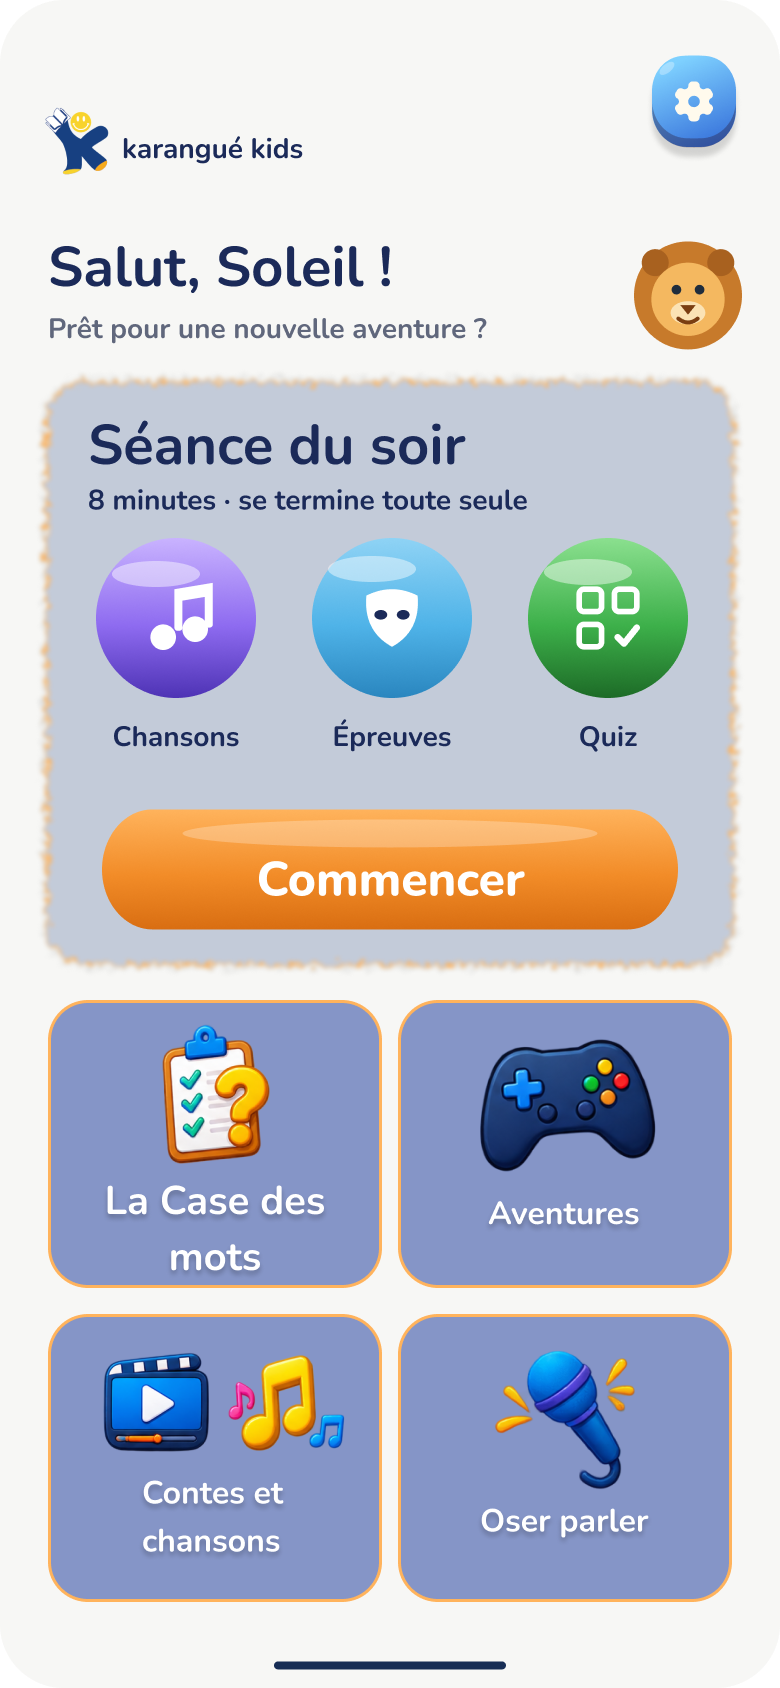 karangué kids
Salut, Soleil !
Prêt pour une nouvelle aventure ?
Séance du soir
8 minutes · se termine toute seule
Chansons
Épreuves
Quiz
Commencer
La Case des
mots
Aventures
Contes et
chansons
Oser parler